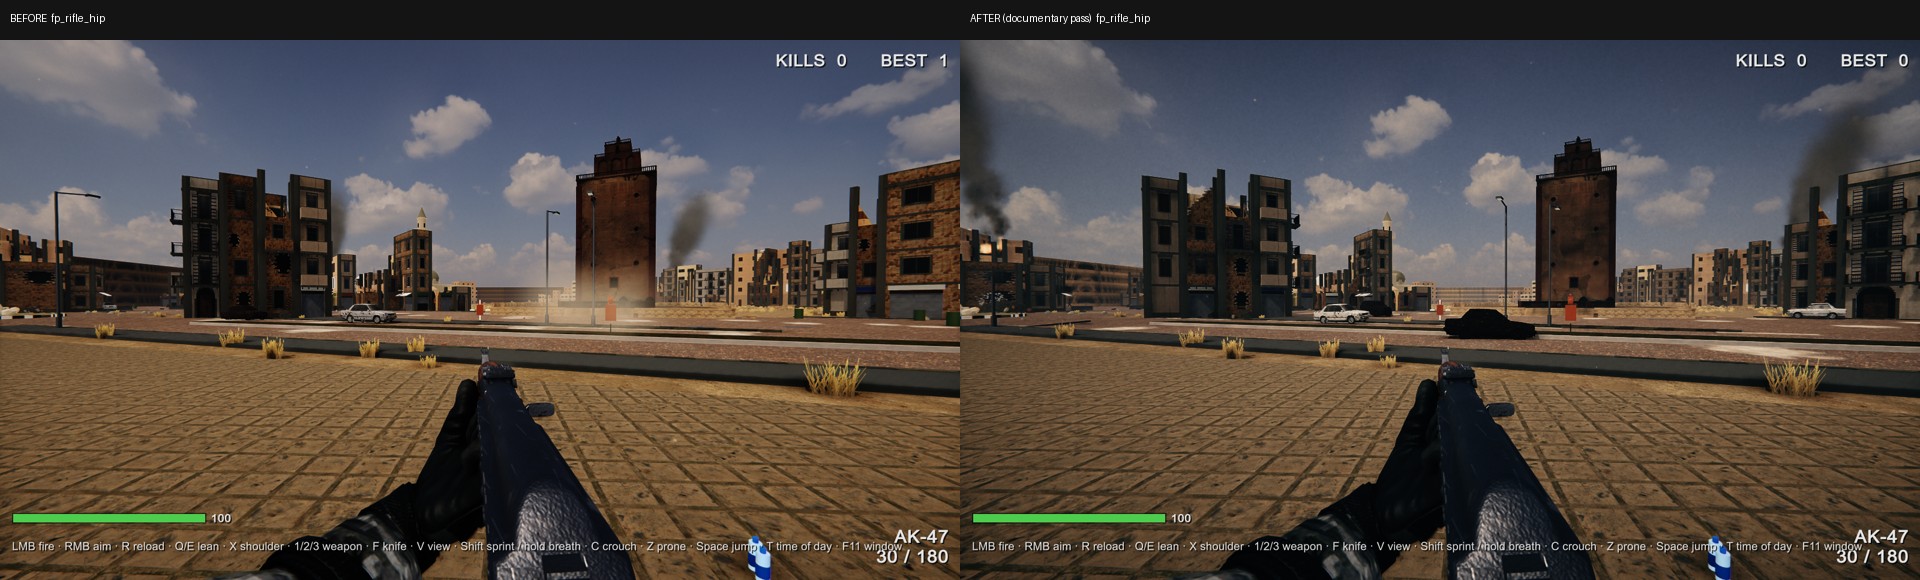 BEFORE fp_rifle_hip
AFTER (documentary pass) fp_rifle_hip
KILLS 0 BEST 1
KILLS 0 BEST 0
100
AK-47
LMB fire · RMB aim · R reload · Q/E lean · X shoulder · 1/2/3 weapon · F knife · V view · Shift sprint / hold breath · C crouch · Z prone · Space jump · T time of day · F11 window
30 / 180
100
AK-47
LMB fire · RMB aim · R reload · Q/E lean · X shoulder · 1/2/3 weapon · F knife · V view · Shift sprint / hold breath · C crouch · Z prone · Space jump · T time of day · F11 window
30 / 180